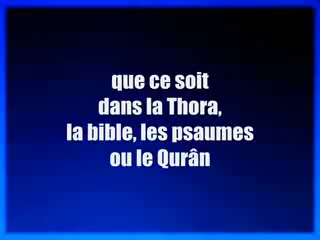 que ce soit
dans la Thora,
la bible, les psaumes
ou le Qurân